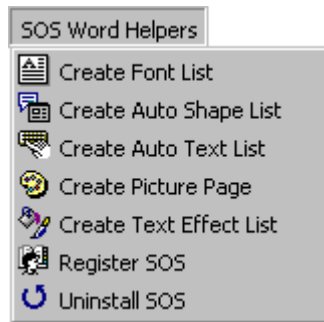 SOS Word Helpers
Create Font List
Create Auto Shape List
Create Auto Text List
Create Picture Page
Create Text Effect List
Register SOS
Uninstall SOS